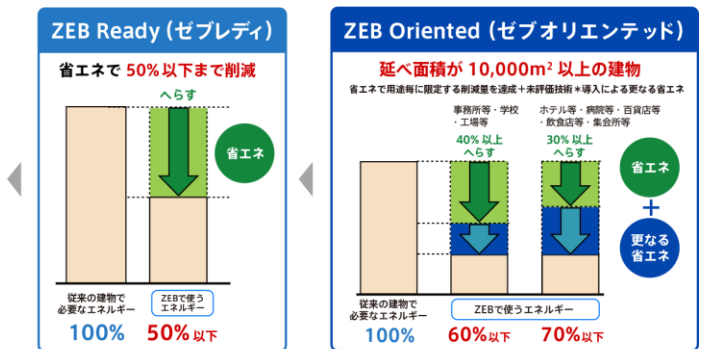 ZEB Ready（ゼブレディ）
省エネで 50%以下まで削減
へらす
省エネ
従来の建物で
必要なエネルギー
100%
ZEBで使う
エネルギー
50%以下
ZEB Oriented（ゼブオリエンテッド）
延べ面積が 10,000m² 以上の建物
省エネで用途毎に限定する削減量を達成＋未評価技術＊導入による更なる省エネ
事務所等・学校
・工場等
40%以上
へらす
ホテル等・病院等・百貨店等
・飲食店等・集会所等
30%以上
へらす
省エネ
+
更なる
省エネ
従来の建物で
必要なエネルギー
100%
ZEBで使うエネルギー
60%以下
70%以下